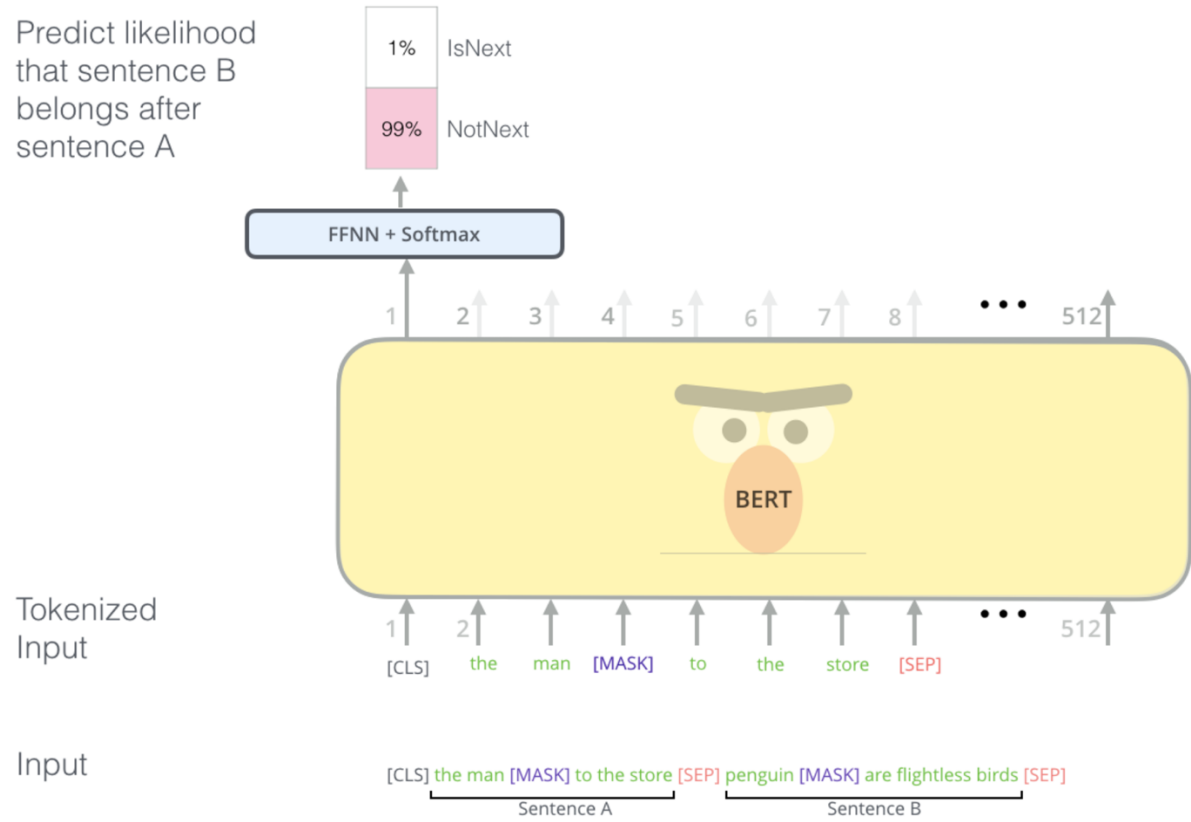 Predict likelihood
that sentence B
belongs after
sentence A
1% IsNext
99% NotNext
FFNN + Softmax
1 2 3 4 5 6 7 8 ••• 512
BERT
Tokenized
Input
1 2 ••• 512
[CLS] the man [MASK] to the store [SEP]
Input
[CLS] the man [MASK] to the store [SEP] penguin [MASK] are flightless birds [SEP]
Sentence A Sentence B